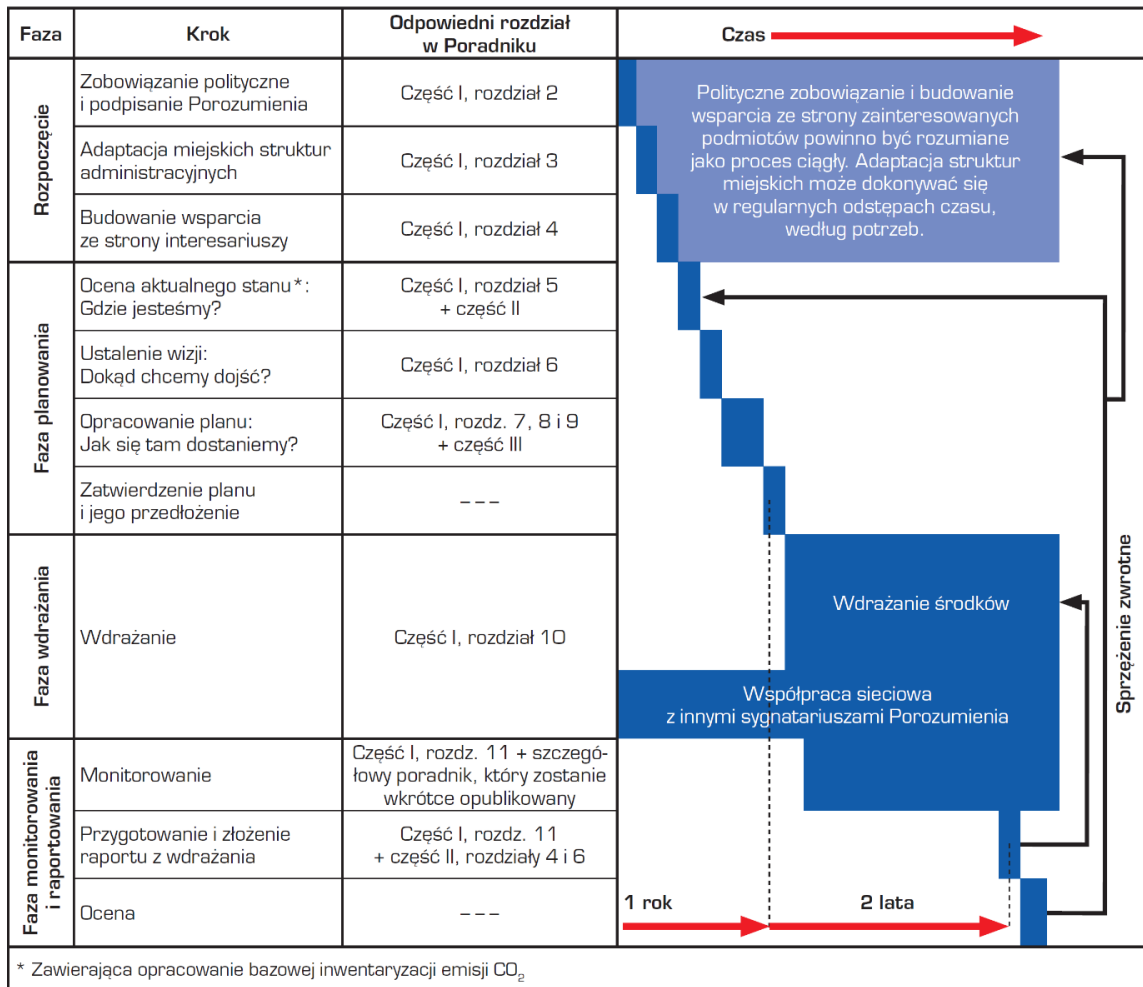 Faza
Krok
Odpowiedni rozdział
w Poradniku
Czas
Rozpoczęcie
Zobowiązanie polityczne
i podpisanie Porozumienia
Część I, rozdział 2
Adaptacja miejskich struktur
administracyjnych
Część I, rozdział 3
Budowanie wsparcia
ze strony interesariuszy
Część I, rozdział 4
Polityczne zobowiązanie i budowanie
wsparcia ze strony zainteresowanych
podmiotów powinno być rozumiane
jako proces ciągły. Adaptacja struktur
miejskich może dokonywać się
w regularnych odstępach czasu,
według potrzeb.
Faza planowania
Ocena aktualnego stanu*:
Gdzie jesteśmy?
Część I, rozdział 5
+ część II
Ustalenie wizji:
Dokąd chcemy dojść?
Część I, rozdział 6
Opracowanie planu:
Jak się tam dostaniemy?
Część I, rozdz. 7, 8 i 9
+ część III
Zatwierdzenie planu
i jego przedłożenie
– – –
Faza wdrażania
Wdrażanie
Część I, rozdział 10
Wdrażanie środków
Współpraca sieciowa
z innymi sygnatariuszami Porozumienia
Sprzężenie zwrotne
Faza monitorowania
i raportowania
Monitorowanie
Część I, rozdz. 11 + szczegó-
łowy poradnik, który zostanie
wkrótce opublikowany
Przygotowanie i złożenie
raportu z wdrażania
Część I, rozdz. 11
+ część II, rozdziały 4 i 6
Ocena
– – –
1 rok
2 lata
* Zawierająca opracowanie bazowej inwentaryzacji emisji CO₂